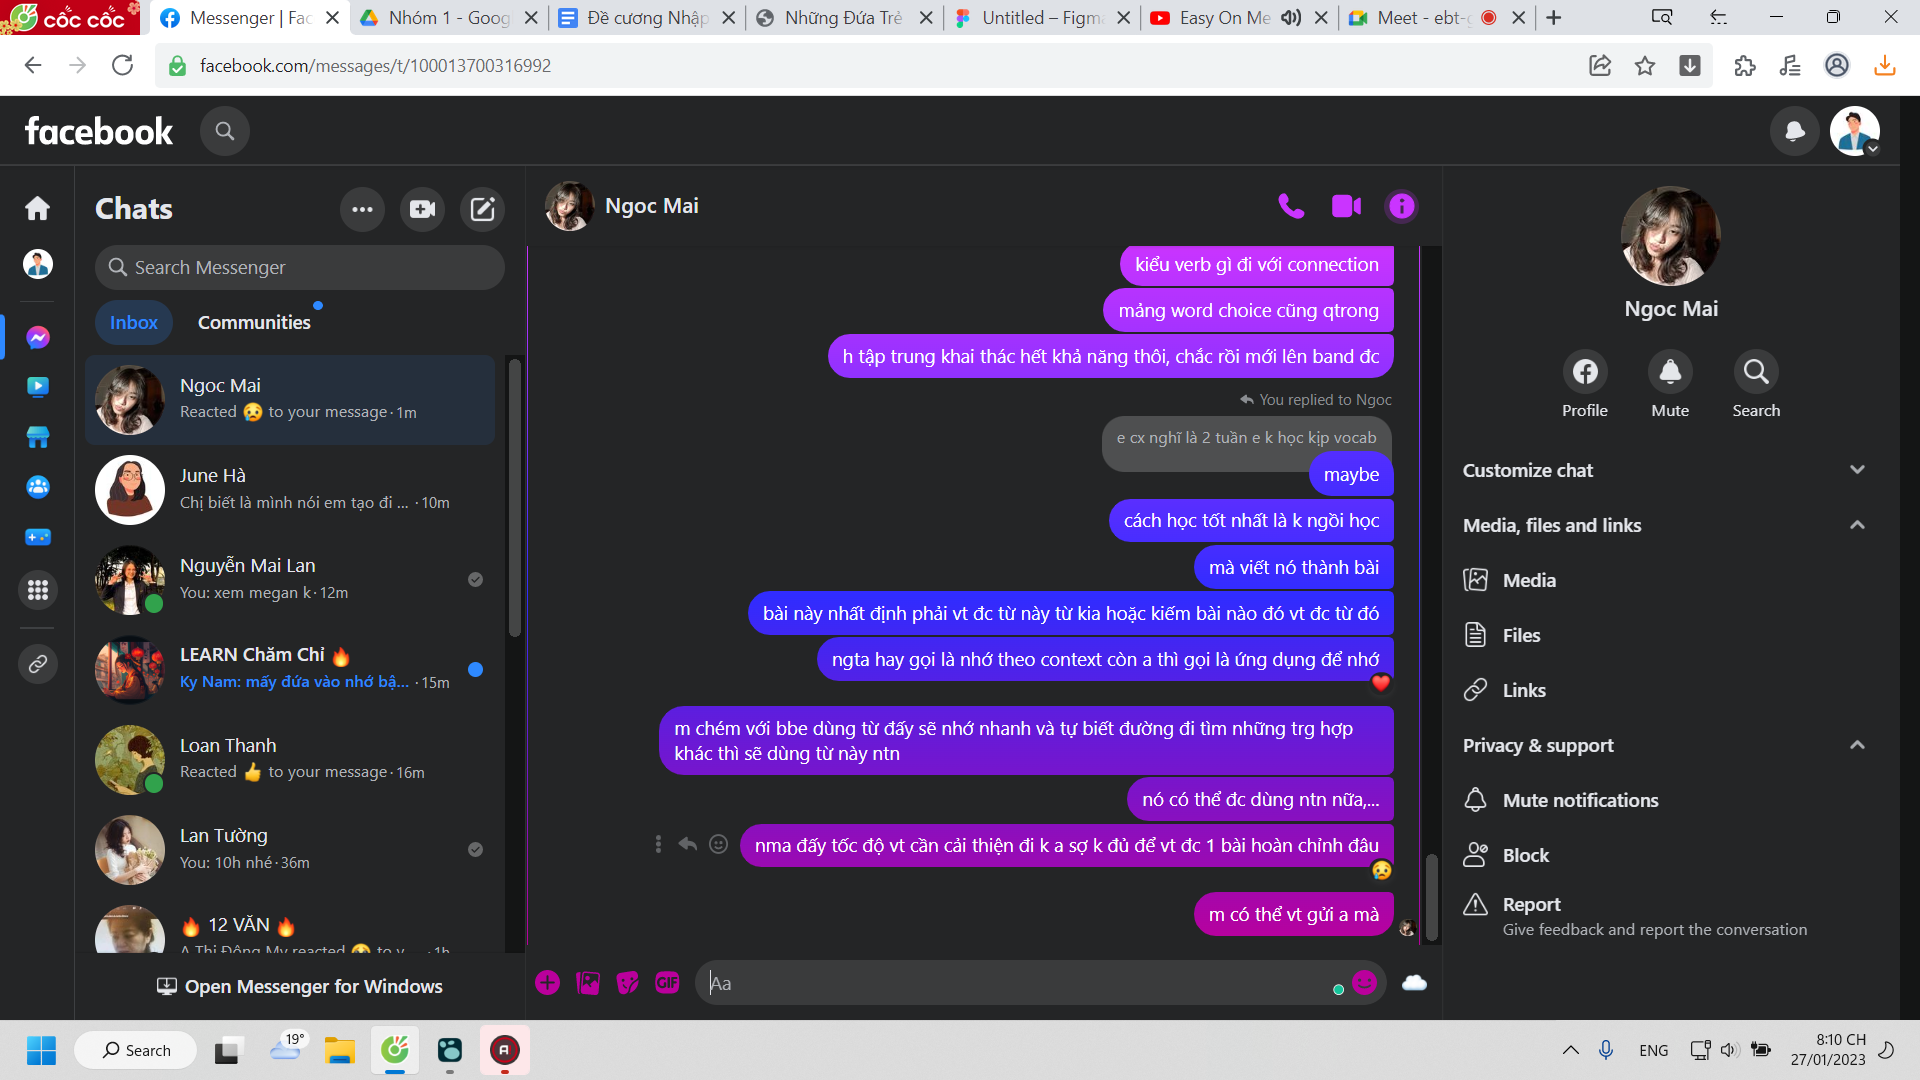 cốc cốc
Messenger | Fac
Nhóm 1 - Goog
Đề cương Nhập
Những Đứa Trẻ
Untitled – Figma
Easy On Me
Meet - ebt-g
facebook.com/messages/t/100013700316992
facebook
Chats
Search Messenger
Inbox
Communities
Ngoc Mai
Reacted 😥 to your message · 1m
June Hà
Chị biết là mình nói em tạo đi ... · 10m
Nguyễn Mai Lan
You: xem megan k · 12m
LEARN Chăm Chỉ 🔥
Ky Nam: mấy đứa vào nhớ bậ... · 15m
Loan Thanh
Reacted 👍 to your message · 16m
Lan Tường
You: 10h nhé · 36m
🔥 12 VĂN 🔥
A Thi Đông My reacted 😢 to y... · 1h
Open Messenger for Windows
Ngoc Mai
kiểu verb gì đi với connection
mảng word choice cũng qtrong
h tập trung khai thác hết khả năng thôi, chắc rồi mới lên band đc
You replied to Ngoc
e cx nghĩ là 2 tuần e k học kịp vocab
maybe
cách học tốt nhất là k ngồi học
mà viết nó thành bài
bài này nhất định phải vt đc từ này từ kia hoặc kiếm bài nào đó vt đc từ đó
ngta hay gọi là nhớ theo context còn a thì gọi là ứng dụng để nhớ
m chém với bbe dùng từ đấy sẽ nhớ nhanh và tự biết đường đi tìm những trg hợp
khác thì sẽ dùng từ này ntn
nó có thể đc dùng ntn nữa,...
nma đấy tốc độ vt cần cải thiện đi k a sợ k đủ để vt đc 1 bài hoàn chỉnh đâu
m có thể vt gửi a mà
GIF
Aa
Ngoc Mai
Profile
Mute
Search
Customize chat
Media, files and links
Media
Files
Links
Privacy & support
Mute notifications
Block
Report
Give feedback and report the conversation
Search
19°
ENG
8:10 CH
27/01/2023